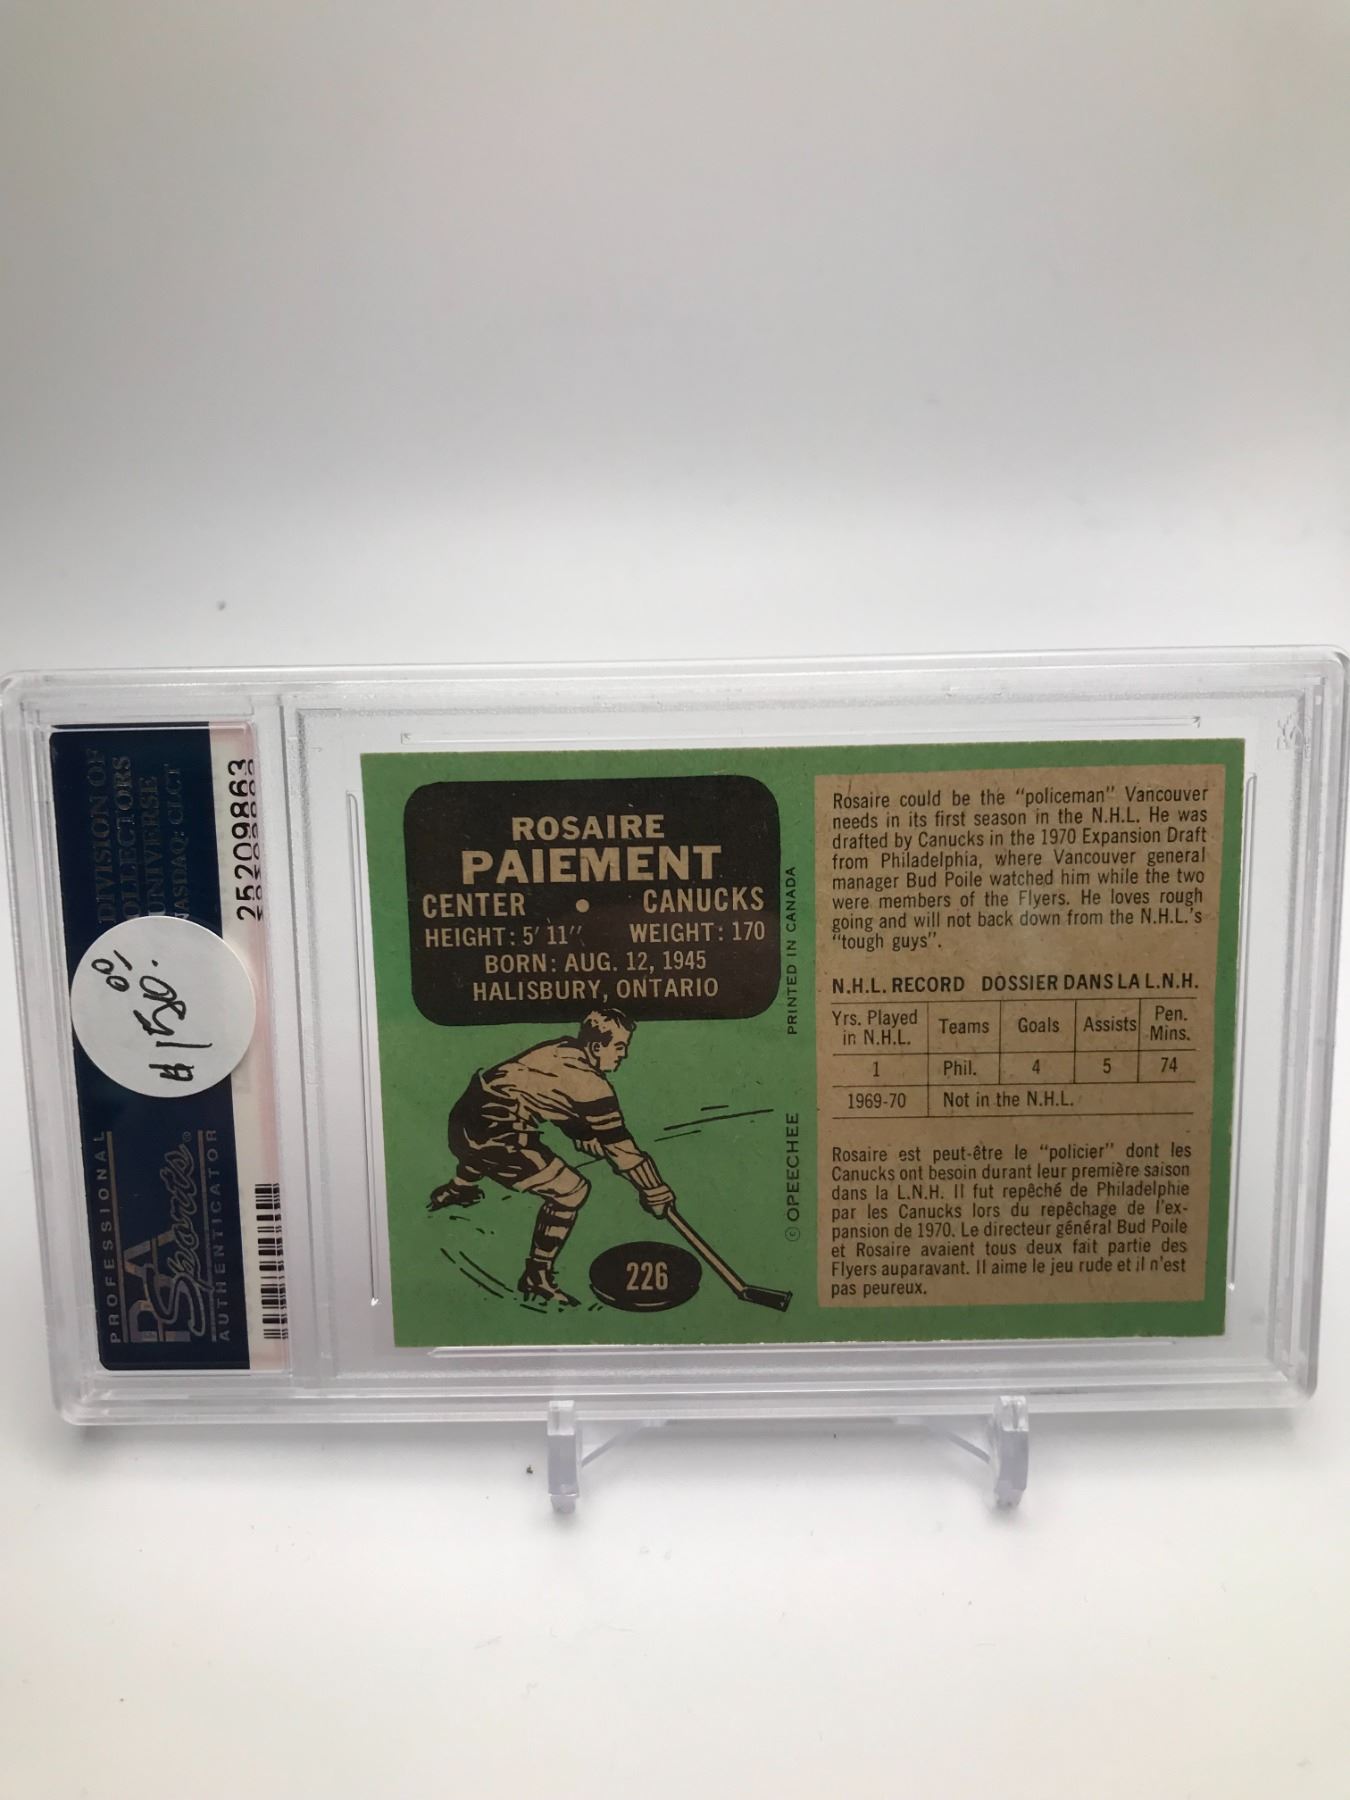 DIVISION OF
COLLECTORS
UNIVERSE
NASDAQ: CLCT
25209863
$150.00
PROFESSIONAL
PSA
Sports®
AUTHENTICATOR
ROSAIRE
PAIEMENT
CENTER • CANUCKS
HEIGHT: 5' 11" WEIGHT: 170
BORN: AUG. 12, 1945
HALISBURY, ONTARIO
226
© OPEECHEE PRINTED IN CANADA
Rosaire could be the "policeman" Vancouver
needs in its first season in the N.H.L. He was
drafted by Canucks in the 1970 Expansion Draft
from Philadelphia, where Vancouver general
manager Bud Poile watched him while the two
were members of the Flyers. He loves rough
going and will not back down from the N.H.L.'s
"tough guys".
N.H.L. RECORD DOSSIER DANS LA L.N.H.
Yrs. Played
in N.H.L. Teams Goals Assists Pen.
Mins.
1 Phil. 4 5 74
1969-70 Not in the N.H.L.
Rosaire est peut-être le "policier" dont les
Canucks ont besoin durant leur première saison
dans la L.N.H. Il fut repêché de Philadelphie
par les Canucks lors du repêchage de l'ex-
pansion de 1970. Le directeur général Bud Poile
et Rosaire avaient tous deux fait partie des
Flyers auparavant. Il aime le jeu rude et il n'est
pas peureux.